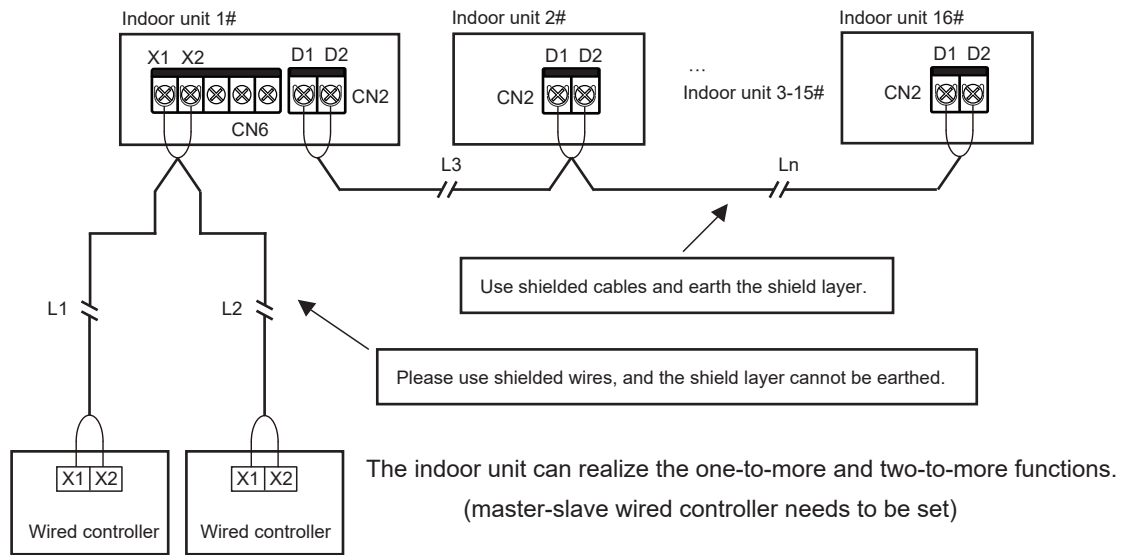 Indoor unit 1#
Indoor unit 2#
Indoor unit 16#
X1 X2
D1 D2
CN2
CN6
D1 D2
CN2
...
Indoor unit 3-15#
D1 D2
CN2
L3
Ln
Use shielded cables and earth the shield layer.
L1
L2
Please use shielded wires, and the shield layer cannot be earthed.
X1 X2
Wired controller
X1 X2
Wired controller
The indoor unit can realize the one-to-more and two-to-more functions.
(master-slave wired controller needs to be set)